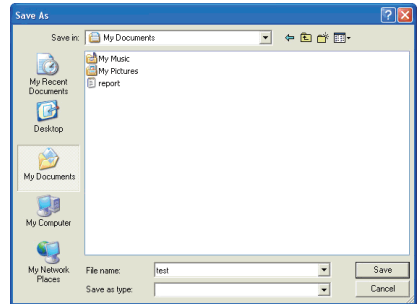 Save As
Save in: My Documents
My Recent
Documents
Desktop
My Documents
My Computer
My Network
Places
My Music
My Pictures
report
File name: test Save
Save as type: Cancel